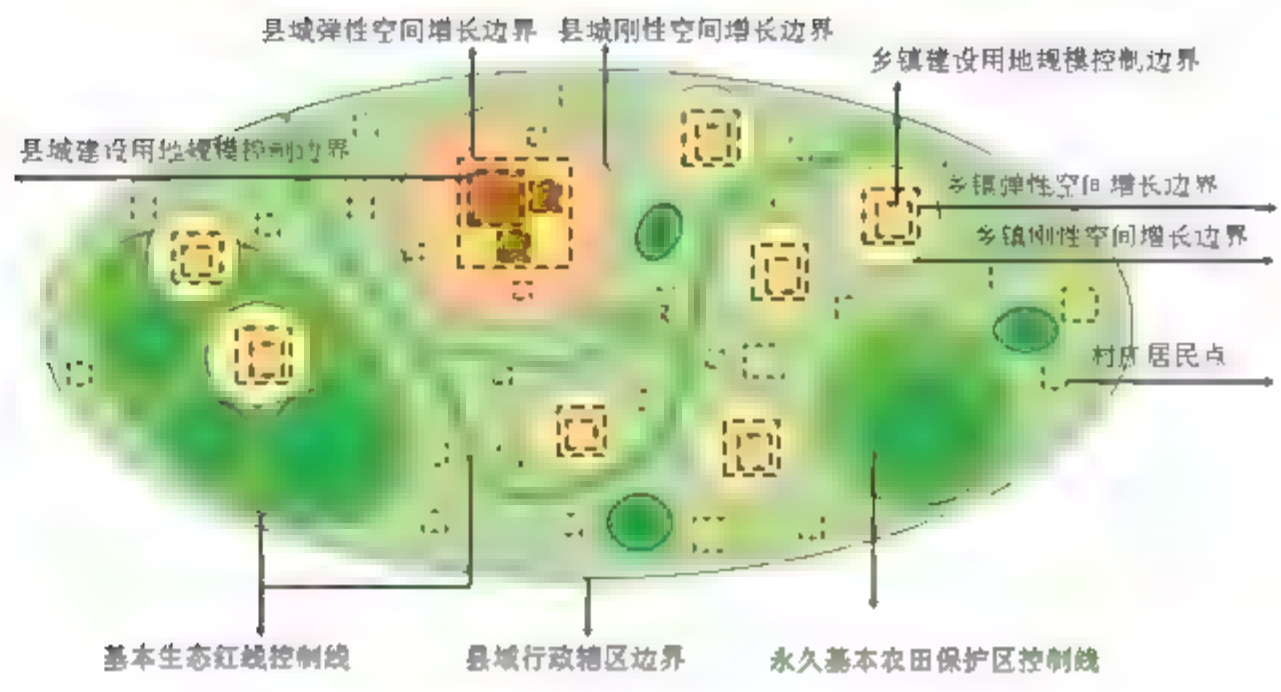 县城弹性空间增长边界 县城刚性空间增长边界
乡镇建设用地规模控制边界
县城建设用地规模控制边界
乡镇弹性空间增长边界
乡镇刚性空间增长边界
村庄居民点
基本生态红线控制线
县域行政辖区边界
永久基本农田保护区控制线